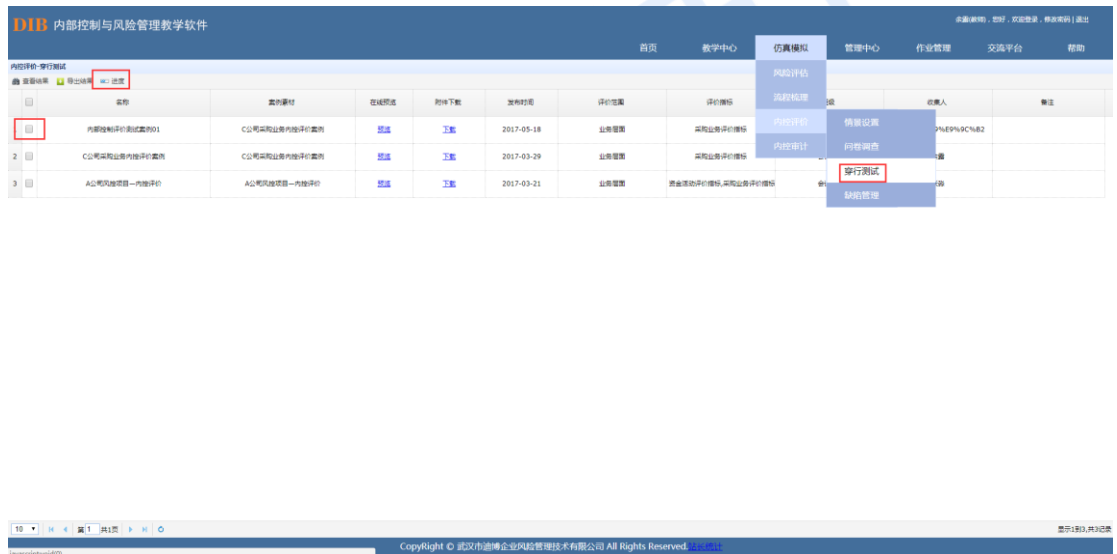 DIB 内部控制与风险管理教学软件
余露(教师)，您好，欢迎登录，修改密码 | 退出
首页 教学中心 仿真模拟 管理中心 作业管理 交流平台 帮助
内控评价-穿行测试
查看结果 导出结果 进度
名称 案例素材 在线预览 附件下载 发布时间 评价范围 评价指标 收集人 备注
内部控制评价测试案例01 C公司采购业务内控评价案例 预览 下载 2017-05-18 业务层面 采购业务评价指标 9%E9%9C%B2
2 C公司采购业务内控评价案例 C公司采购业务内控评价案例 预览 下载 2017-03-29 业务层面 采购业务评价指标
3 A公司风控项目—内控评价 A公司风控项目—内控评价 预览 下载 2017-03-21 业务层面 资金活动评价指标,采购业务评价指标
风险评估
流程梳理
内控评价
内控审计
情景设置
问卷调查
穿行测试
缺陷管理
10 第 1 共1页
显示1到3,共3记录
CopyRight © 武汉市迪博企业风险管理技术有限公司 All Rights Reserved.站长统计